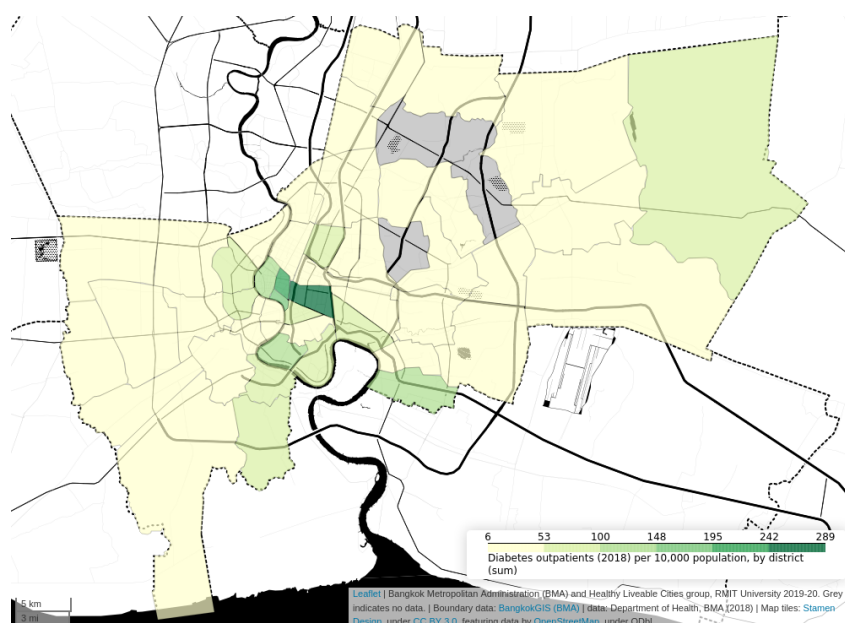 6 53 100 148 195 242 289
Diabetes outpatients (2018) per 10,000 population, by district
(sum)
5 km
3 mi
Leaflet | Bangkok Metropolitan Administration (BMA) and Healthy Liveable Cities group, RMIT University 2019-20. Grey
indicates no data. | Boundary data: BangkokGIS (BMA) | data: Department of Health, BMA (2018) | Map tiles: Stamen
Design, under CC BY 3.0, featuring data by OpenStreetMap, under ODbL